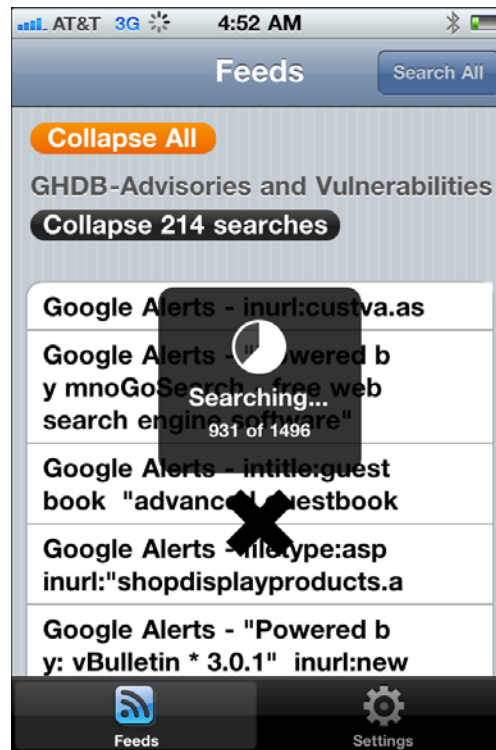 AT&T 3G 4:52 AM
Feeds Search All
Collapse All
GHDB-Advisories and Vulnerabilities
Collapse 214 searches
Google Alerts - inurl:custva.as
Google Alerts - "Powered b
y mnoGoSearch - free web
search engine software"
Searching...
931 of 1496
Google Alerts - intitle:guest
book "advanced guestbook
Google Alerts - filetype:asp
inurl:"shopdisplayproducts.a
Google Alerts - "Powered b
y: vBulletin * 3.0.1" inurl:new
Feeds Settings